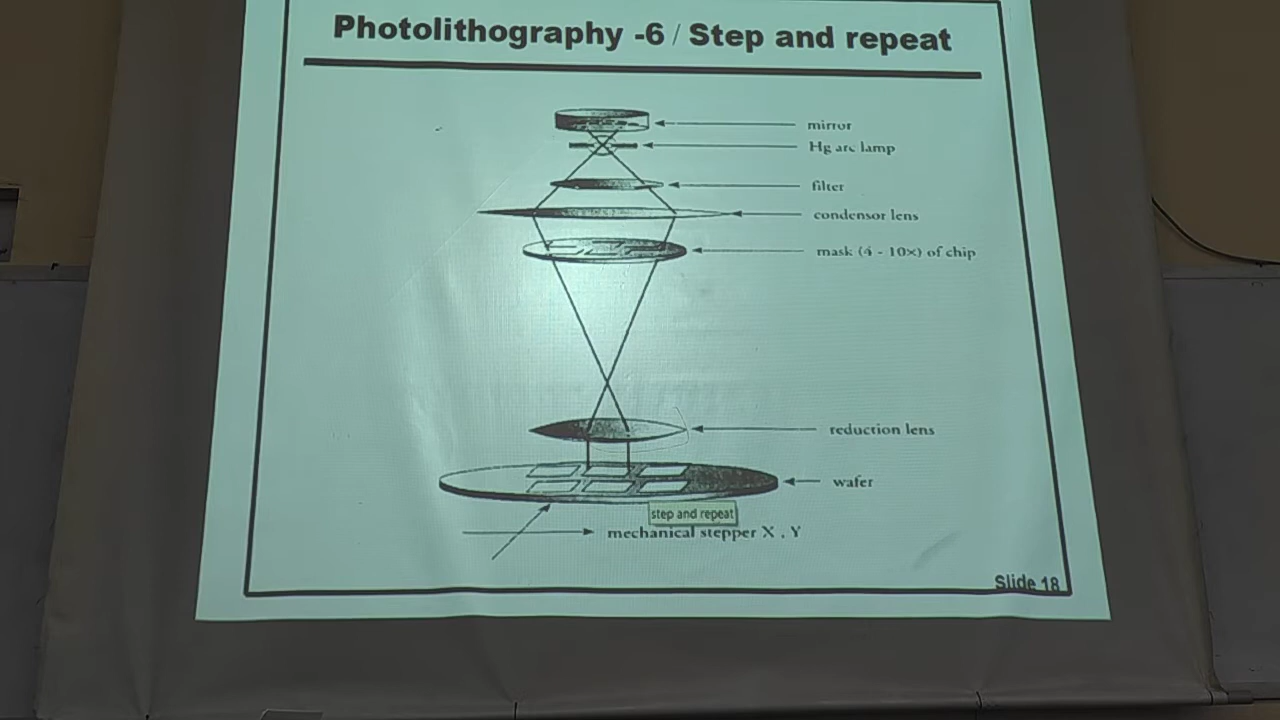 Photolithography -6 / Step and repeat
mirror
Hg arc lamp
filter
condensor lens
mask (4 - 10×) of chip
reduction lens
wafer
step and repeat
mechanical stepper X , Y
Slide 18